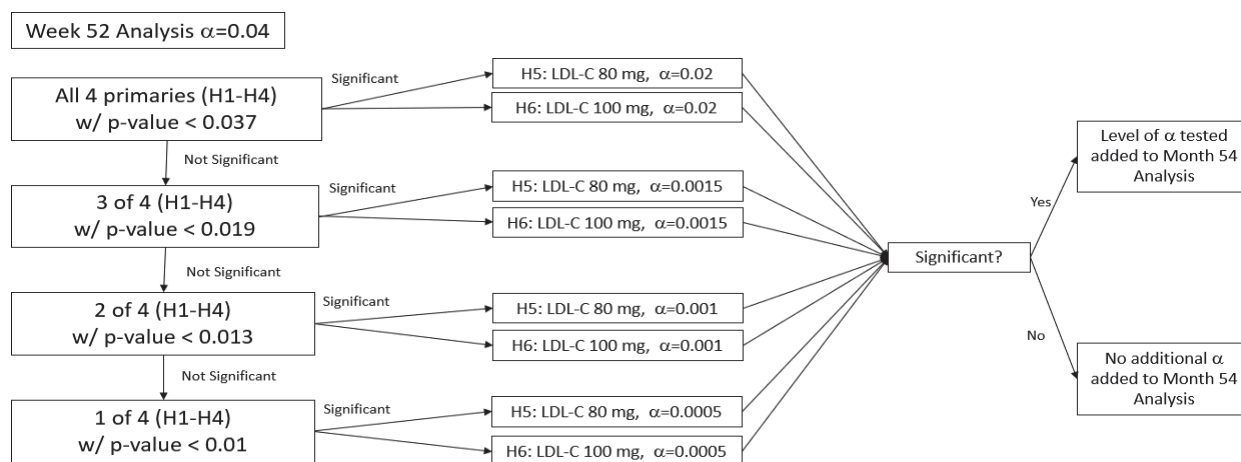 Week 52 Analysis α=0.04
All 4 primaries (H1-H4)
w/ p-value < 0.037
Significant
H5: LDL-C 80 mg, α=0.02
H6: LDL-C 100 mg, α=0.02
Not Significant
3 of 4 (H1-H4)
w/ p-value < 0.019
Significant
H5: LDL-C 80 mg, α=0.0015
H6: LDL-C 100 mg, α=0.0015
Not Significant
2 of 4 (H1-H4)
w/ p-value < 0.013
Significant
H5: LDL-C 80 mg, α=0.001
H6: LDL-C 100 mg, α=0.001
Not Significant
1 of 4 (H1-H4)
w/ p-value < 0.01
Significant
H5: LDL-C 80 mg, α=0.0005
H6: LDL-C 100 mg, α=0.0005
Significant?
Yes
Level of α tested
added to Month 54
Analysis
No
No additional α
added to Month 54
Analysis